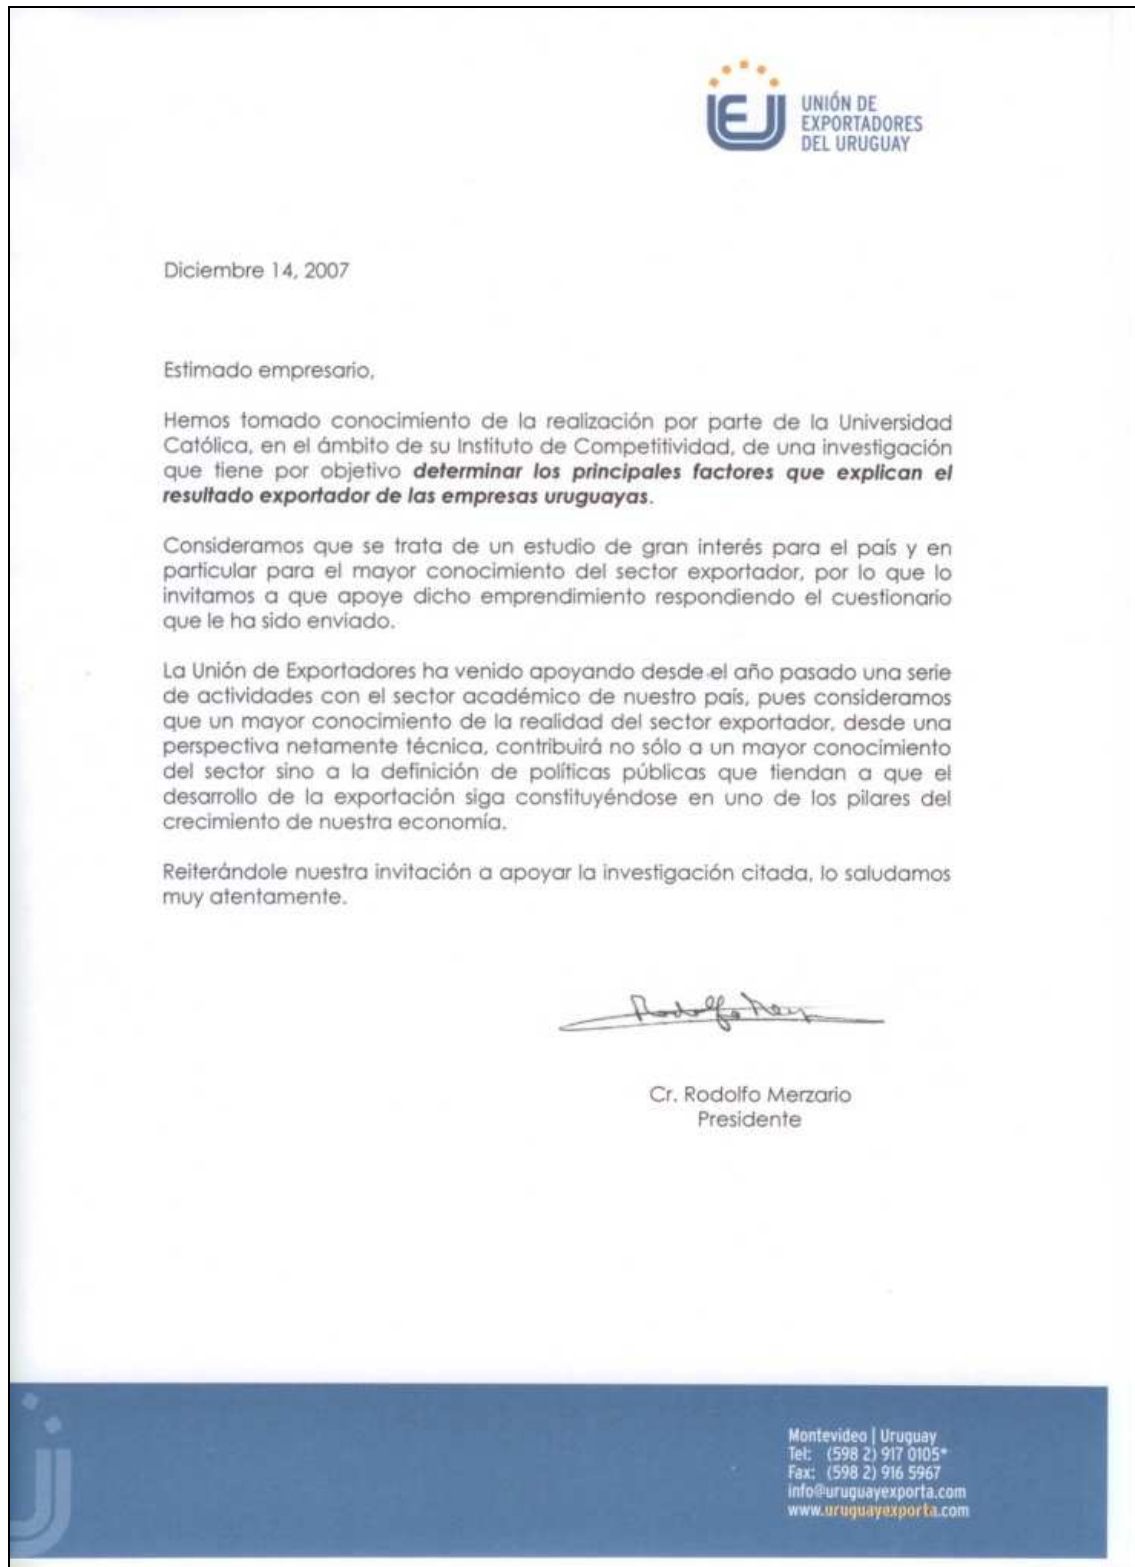 UNIÓN DE
EXPORTADORES
DEL URUGUAY
Diciembre 14, 2007
Estimado empresario,
Hemos tomado conocimiento de la realización por parte de la Universidad
Católica, en el ámbito de su Instituto de Competitividad, de una investigación
que tiene por objetivo determinar los principales factores que explican el
resultado exportador de las empresas uruguayas.
Consideramos que se trata de un estudio de gran interés para el país y en
particular para el mayor conocimiento del sector exportador, por lo que lo
invitamos a que apoye dicho emprendimiento respondiendo el cuestionario
que le ha sido enviado.
La Unión de Exportadores ha venido apoyando desde el año pasado una serie
de actividades con el sector académico de nuestro país, pues consideramos
que un mayor conocimiento de la realidad del sector exportador, desde una
perspectiva netamente técnica, contribuirá no sólo a un mayor conocimiento
del sector sino a la definición de políticas públicas que tiendan a que el
desarrollo de la exportación siga constituyéndose en uno de los pilares del
crecimiento de nuestra economía.
Reiterándole nuestra invitación a apoyar la investigación citada, lo saludamos
muy atentamente.
Rodolfo
Cr. Rodolfo Merzario
Presidente
Montevideo | Uruguay
Tel: (598 2) 917 0105*
Fax: (598 2) 916 5967
info@uruguayexporta.com
www.uruguayexporta.com